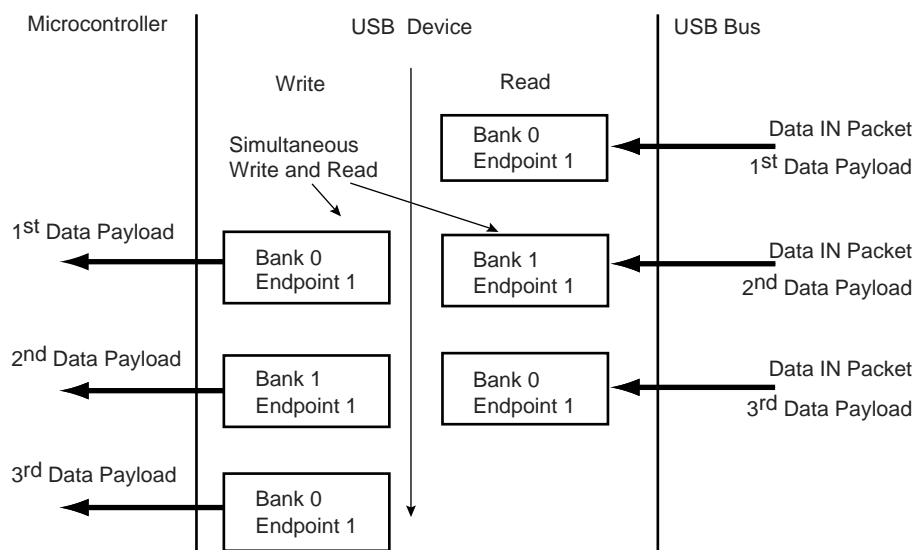 Microcontroller
USB Device
USB Bus
Write
Read
Data IN Packet
1st Data Payload
Bank 0
Endpoint 1
Simultaneous
Write and Read
1st Data Payload
Bank 0
Endpoint 1
Bank 1
Endpoint 1
Data IN Packet
2nd Data Payload
2nd Data Payload
Bank 1
Endpoint 1
Bank 0
Endpoint 1
Data IN Packet
3rd Data Payload
3rd Data Payload
Bank 0
Endpoint 1